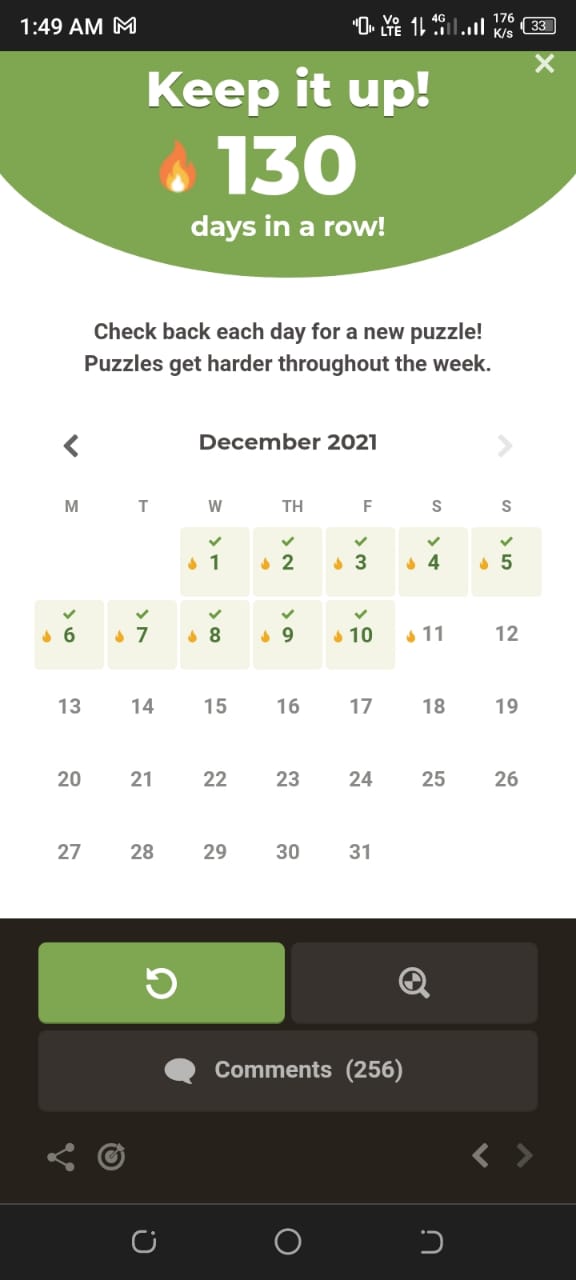 1:49 AM
Vo LTE
4G
176 K/s
33
Keep it up!
130
days in a row!
Check back each day for a new puzzle!
Puzzles get harder throughout the week.
December 2021
M T W TH F S S
1 2 3 4 5
6 7 8 9 10 11 12
13 14 15 16 17 18 19
20 21 22 23 24 25 26
27 28 29 30 31
Comments (256)